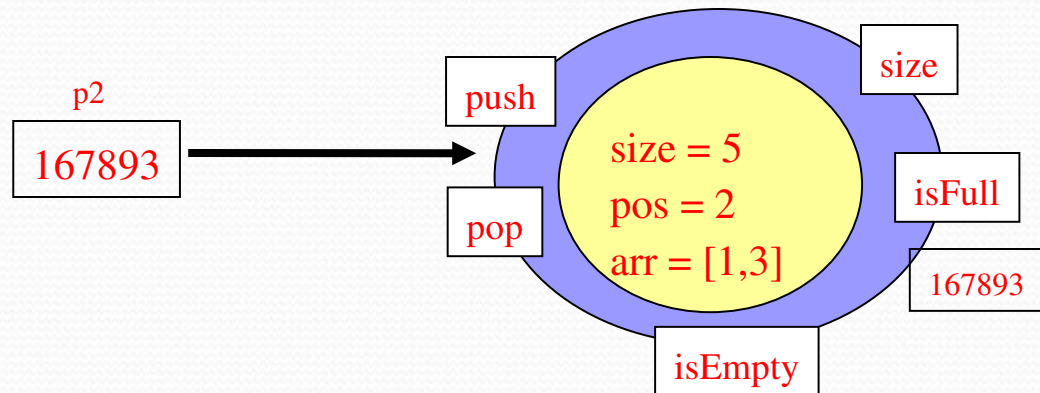 p2
167893
push
pop
size
size = 5
pos = 2
arr = [1,3]
isFull
167893
isEmpty